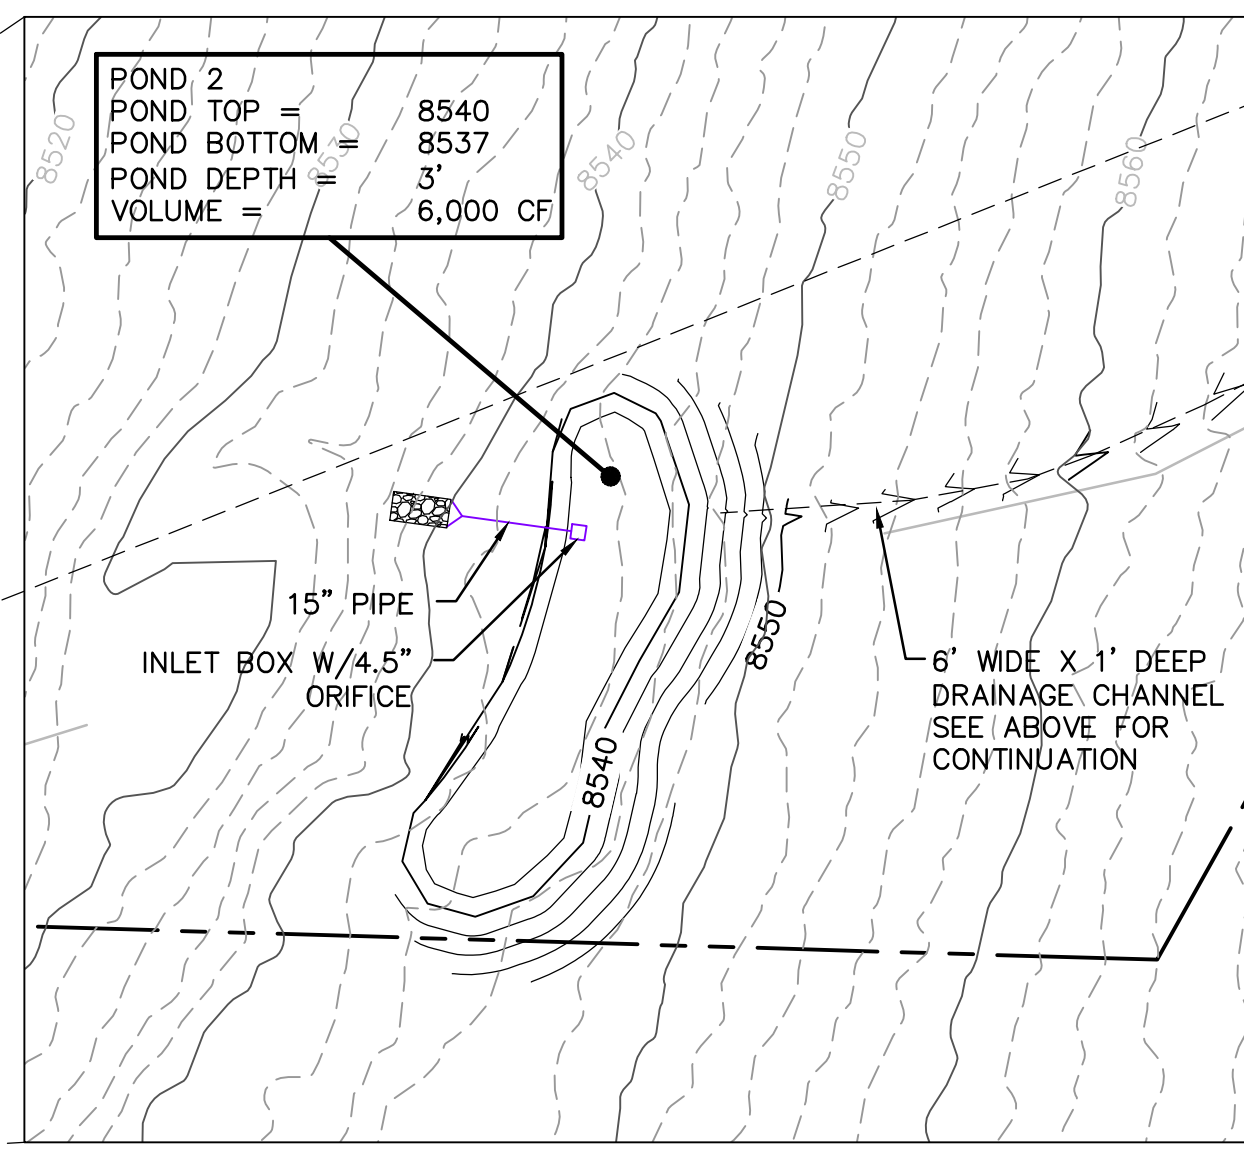 POND 2
POND TOP = 8540
POND BOTTOM = 8537
POND DEPTH = 3'
VOLUME = 6,000 CF
8520
8530
8540
8550
8560
15" PIPE
INLET BOX W/4.5"
ORIFICE
8550
8540
6' WIDE X 1' DEEP
DRAINAGE CHANNEL
SEE ABOVE FOR
CONTINUATION